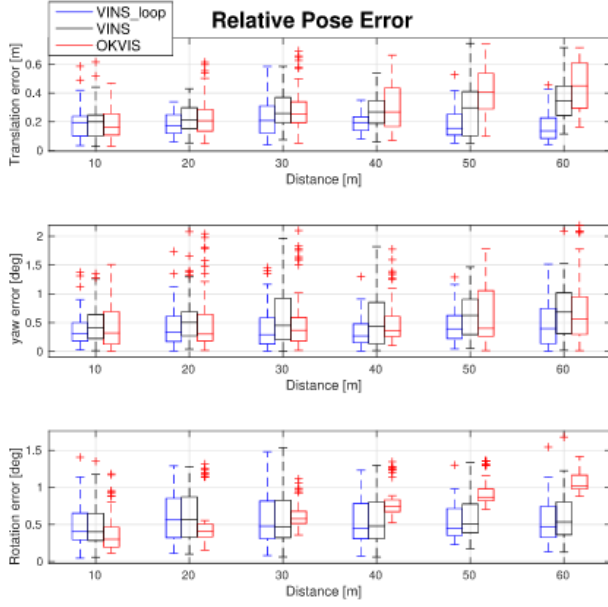 VINS_loop
VINS
OKVIS
Relative Pose Error
Translation error [m]
0.6
0.4
0.2
0
10 20 30 40 50 60
Distance [m]
yaw error [deg]
2
1.5
1
0.5
0
10 20 30 40 50 60
Distance [m]
Rotation error [deg]
1.5
1
0.5
0
10 20 30 40 50 60
Distance [m]